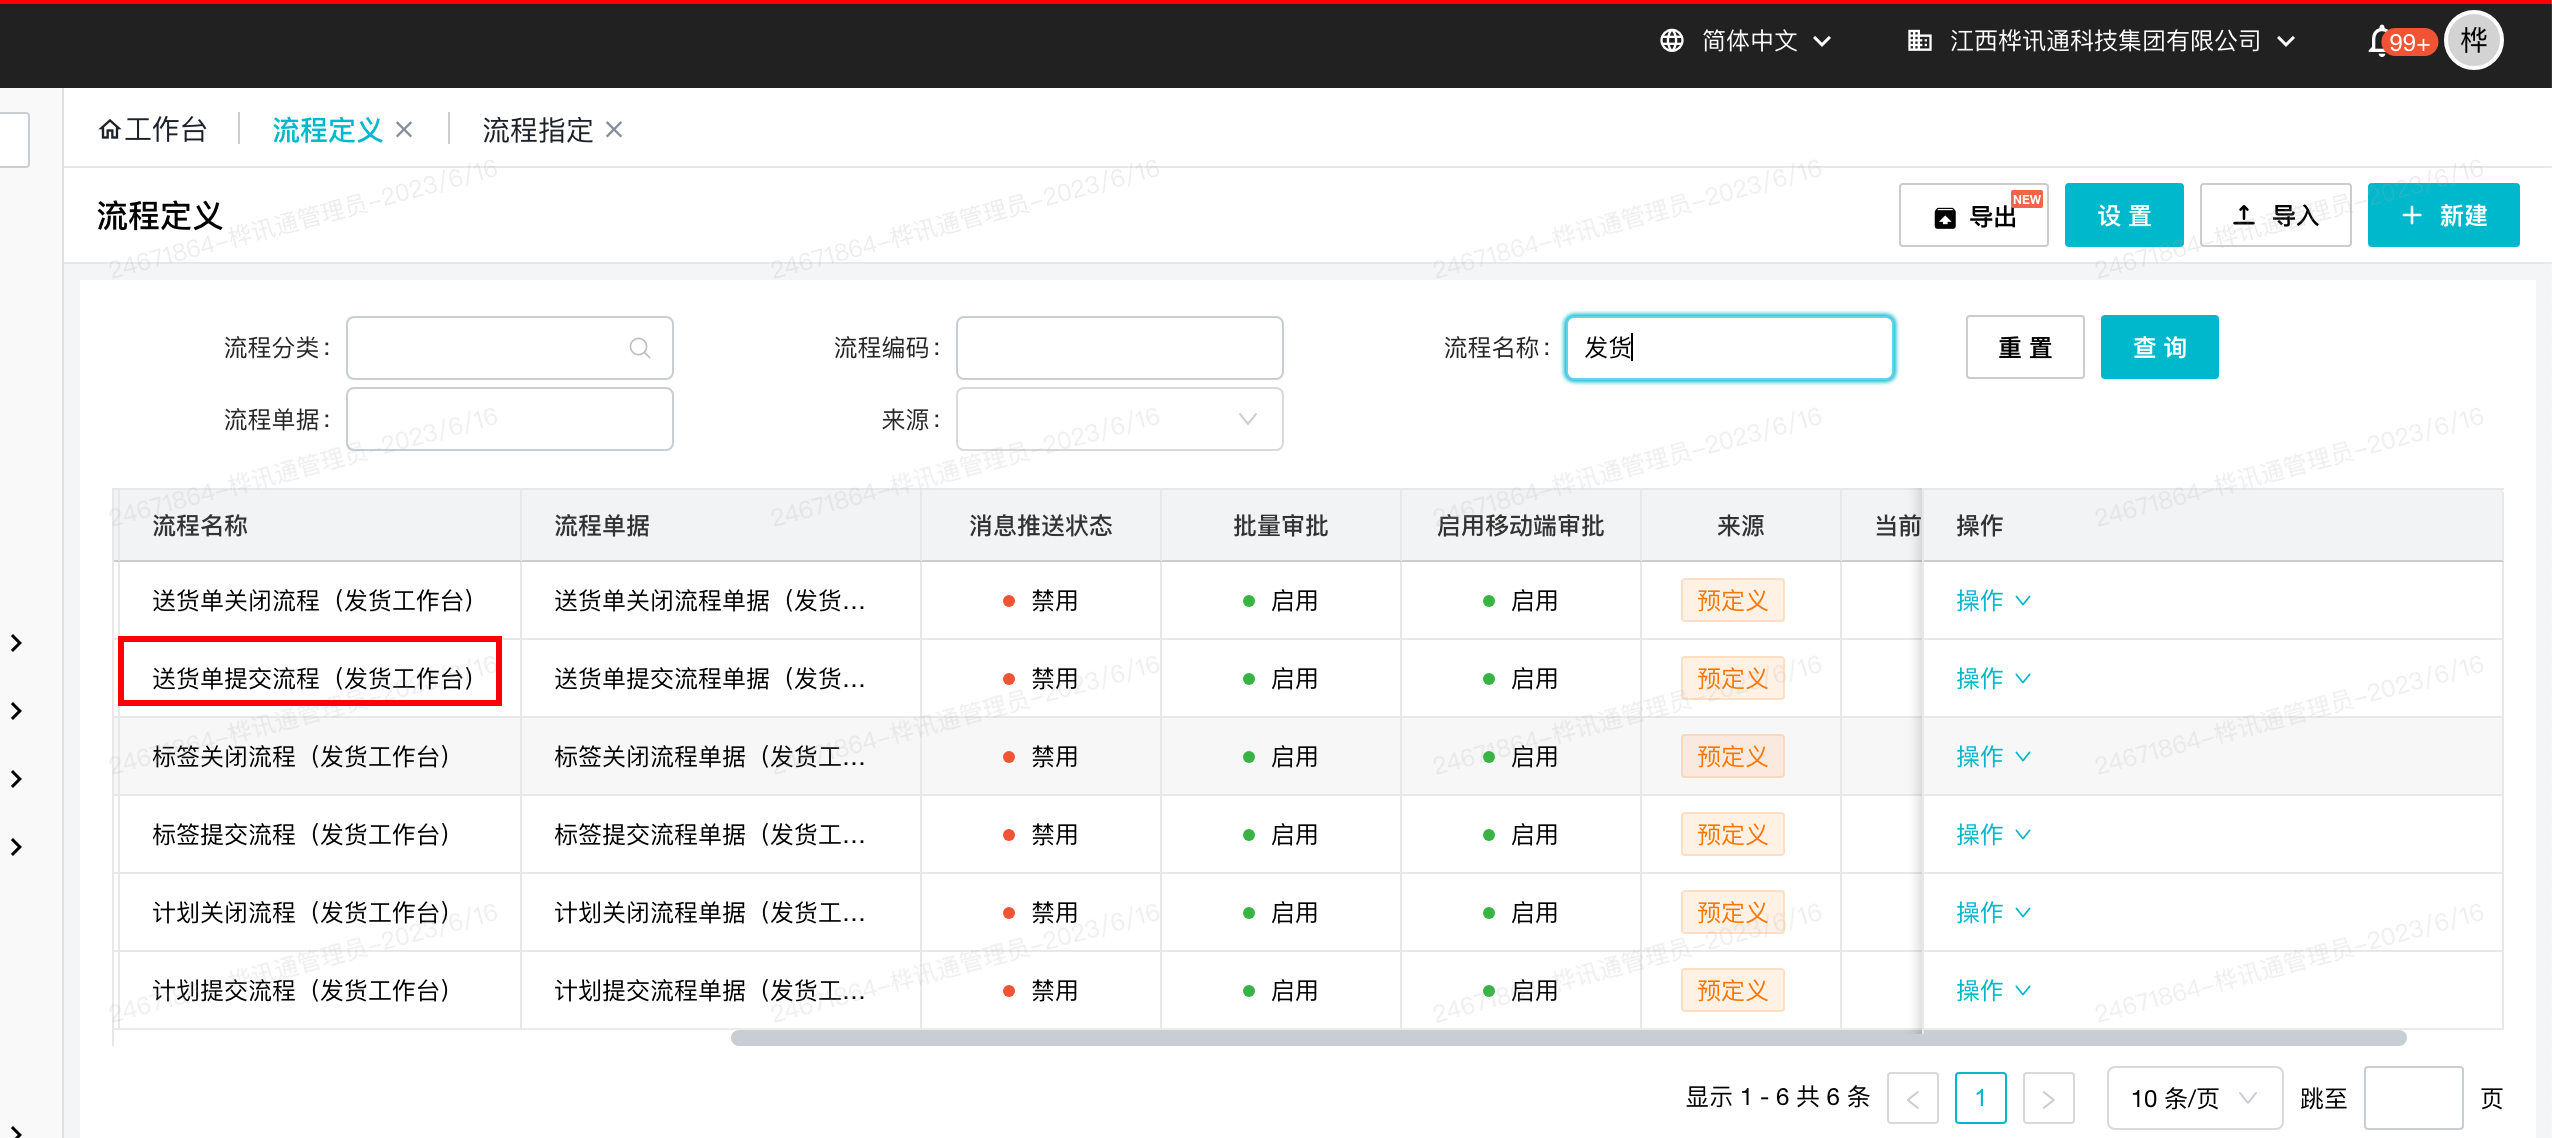 简体中文 江西桦讯通科技集团有限公司 99+ 桦
工作台 流程定义 流程指定
流程定义 导出 NEW 设 置 导入 新建
流程分类： 流程编码： 流程名称： 发货 重 置 查 询
流程单据： 来源：
流程名称 流程单据 消息推送状态 批量审批 启用移动端审批 来源 当前 操作
送货单关闭流程（发货工作台） 送货单关闭流程单据（发货... 禁用 启用 启用 预定义 操作
送货单提交流程（发货工作台） 送货单提交流程单据（发货... 禁用 启用 启用 预定义 操作
标签关闭流程（发货工作台） 标签关闭流程单据（发货工... 禁用 启用 启用 预定义 操作
标签提交流程（发货工作台） 标签提交流程单据（发货工... 禁用 启用 启用 预定义 操作
计划关闭流程（发货工作台） 计划关闭流程单据（发货工... 禁用 启用 启用 预定义 操作
计划提交流程（发货工作台） 计划提交流程单据（发货工... 禁用 启用 启用 预定义 操作
显示 1 - 6 共 6 条 < 1 > 10 条/页 跳至 页
24671864-桦讯通管理员-2023/6/16